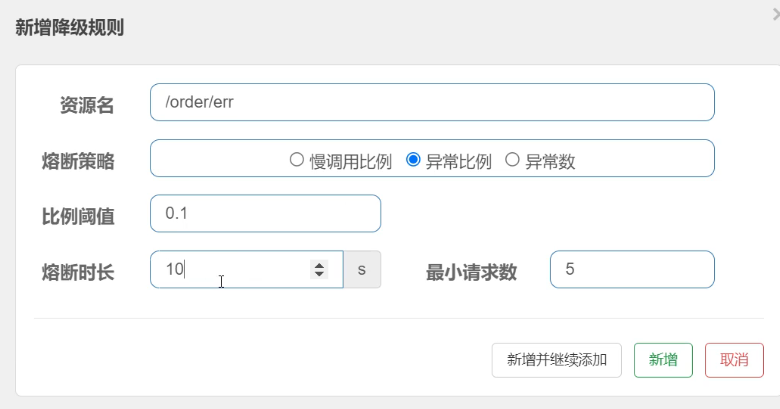 新增降级规则
资源名 /order/err
熔断策略 慢调用比例 异常比例 异常数
比例阈值 0.1
熔断时长 10 s 最小请求数 5
新增并继续添加 新增 取消